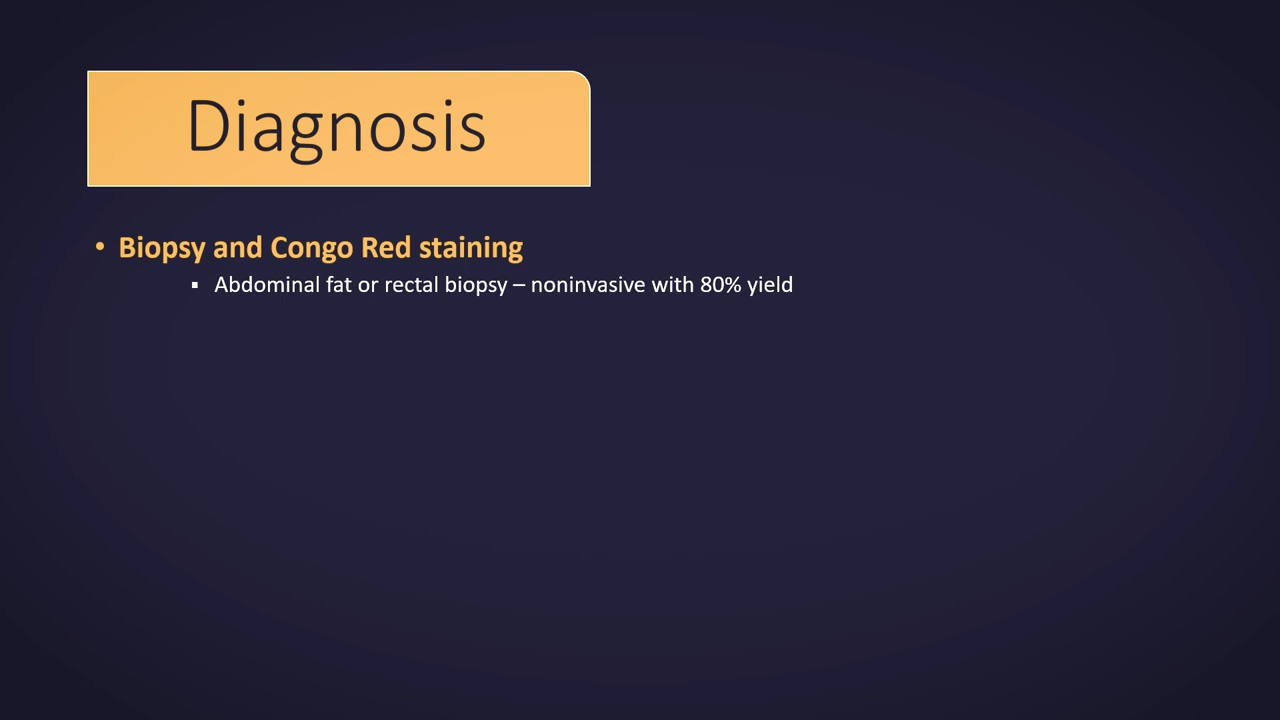 Diagnosis
• Biopsy and Congo Red staining
▪ Abdominal fat or rectal biopsy – noninvasive with 80% yield